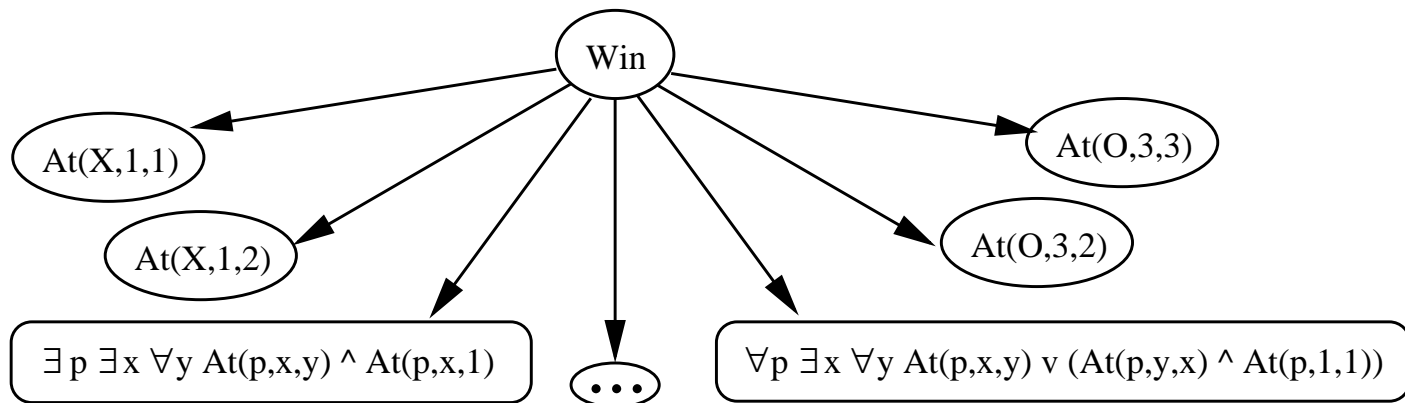 Win
At(X,1,1)
At(O,3,3)
At(X,1,2)
At(O,3,2)
∃ p ∃ x ∀ y At(p,x,y) ^ At(p,x,1)
•••
∀p ∃ x ∀ y At(p,x,y) v (At(p,y,x) ^ At(p,1,1))